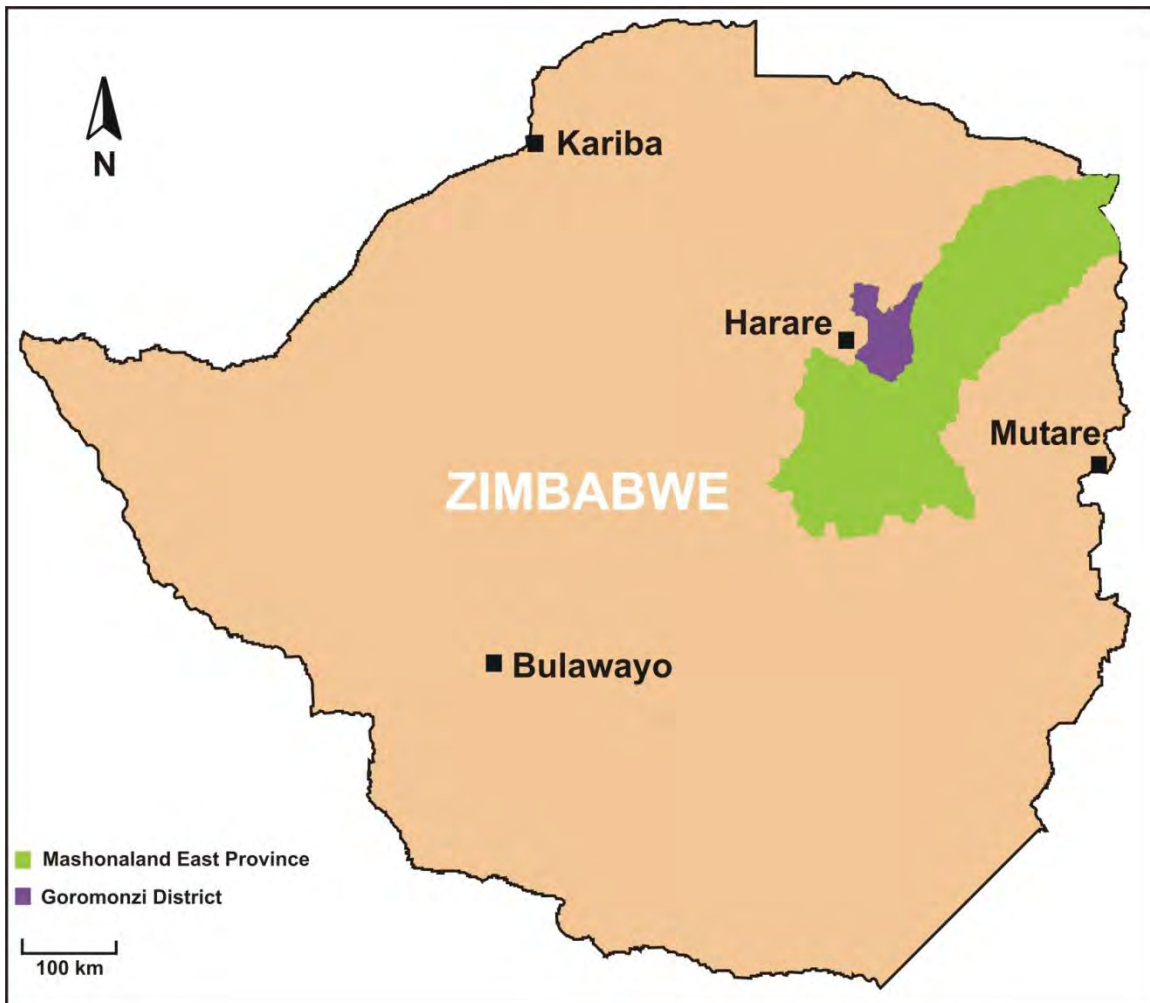 N
Kariba
Harare
Mutare
ZIMBABWE
Bulawayo
Mashonaland East Province
Goromonzi District
100 km